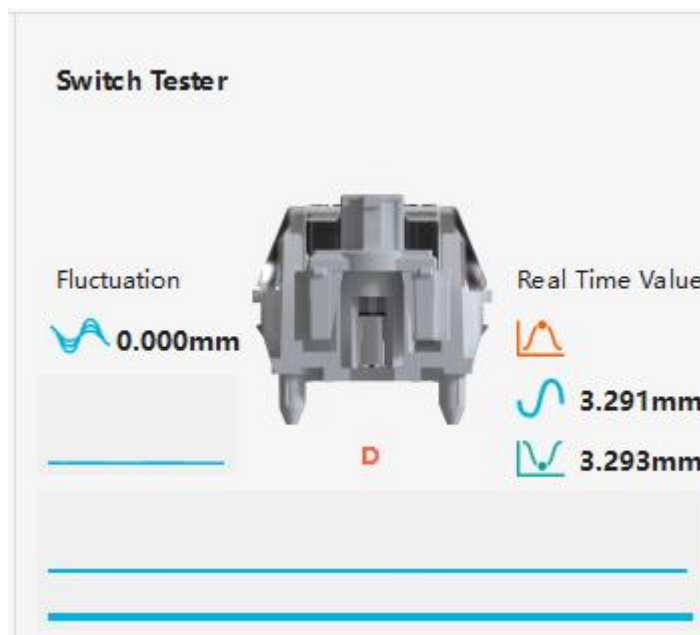 Switch Tester
Fluctuation
Real Time Value
0.000mm
3.291mm
D
3.293mm